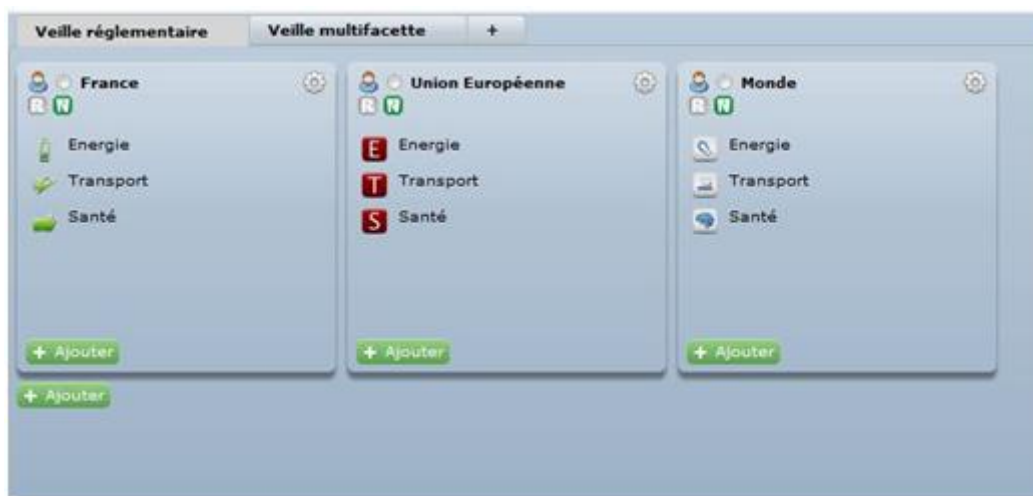 Veille réglementaire Veille multifacette +
France
R N
Energie
Transport
Santé
+ Ajouter
Union Européenne
R N
E Energie
T Transport
S Santé
+ Ajouter
Monde
R N
Energie
Transport
Santé
+ Ajouter
+ Ajouter